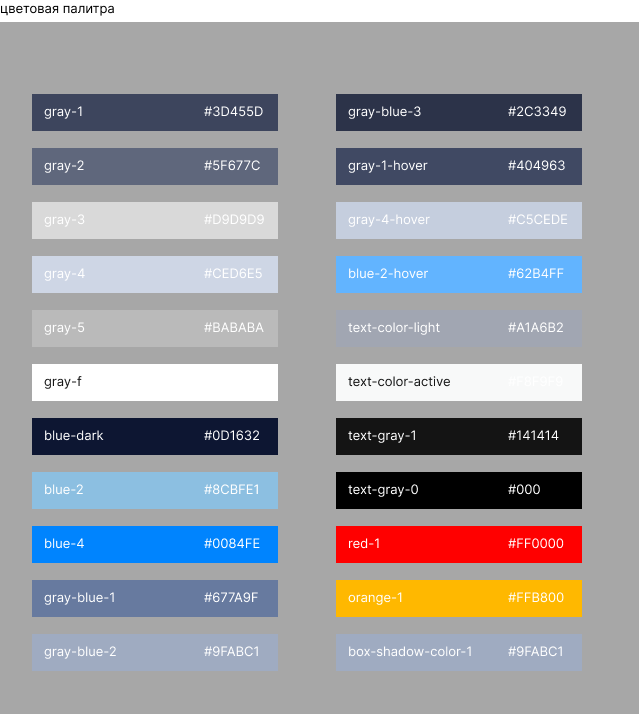 цветовая палитра
gray-1 #3D455D
gray-2 #5F677C
gray-3 #D9D9D9
gray-4 #CED6E5
gray-5 #BABABA
gray-f
blue-dark #0D1632
blue-2 #8CBFE1
blue-4 #0084FE
gray-blue-1 #677A9F
gray-blue-2 #9FABC1
gray-blue-3 #2C3349
gray-1-hover #404963
gray-4-hover #C5CEDE
blue-2-hover #62B4FF
text-color-light #A1A6B2
text-color-active
text-gray-1 #141414
text-gray-0 #000
red-1 #FF0000
orange-1 #FFB800
box-shadow-color-1 #9FABC1